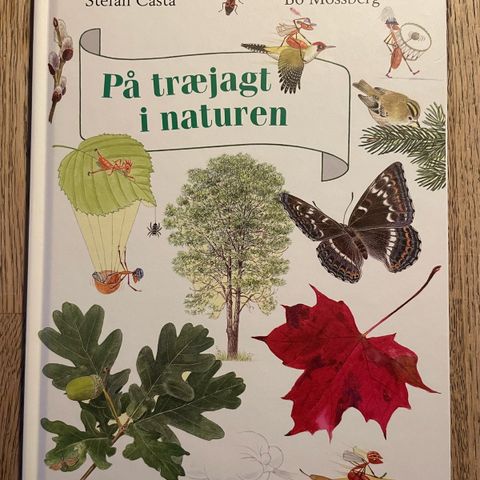 Stefan Casta
Bo Mossberg
På træjagt
i naturen